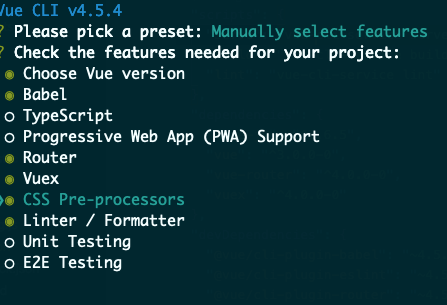 Vue CLI v4.5.4
? Please pick a preset: Manually select features
? Check the features needed for your project:
◉ Choose Vue version
◉ Babel
○ TypeScript
○ Progressive Web App (PWA) Support
◉ Router
◉ Vuex
❯◉ CSS Pre-processors
◉ Linter / Formatter
○ Unit Testing
○ E2E Testing